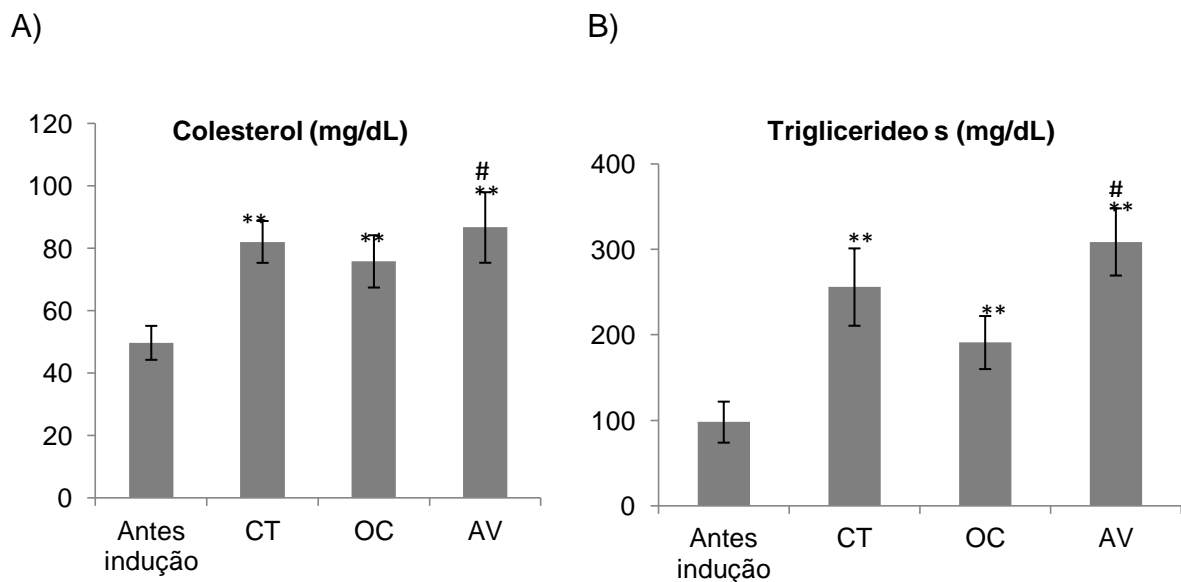 A)
Colesterol (mg/dL)
120
100
80
60
40
20
0
**
**
#
**
Antes
indução
CT
OC
AV
B)
Triglicerideo s (mg/dL)
400
300
200
100
0
**
**
#
**
Antes
indução
CT
OC
AV